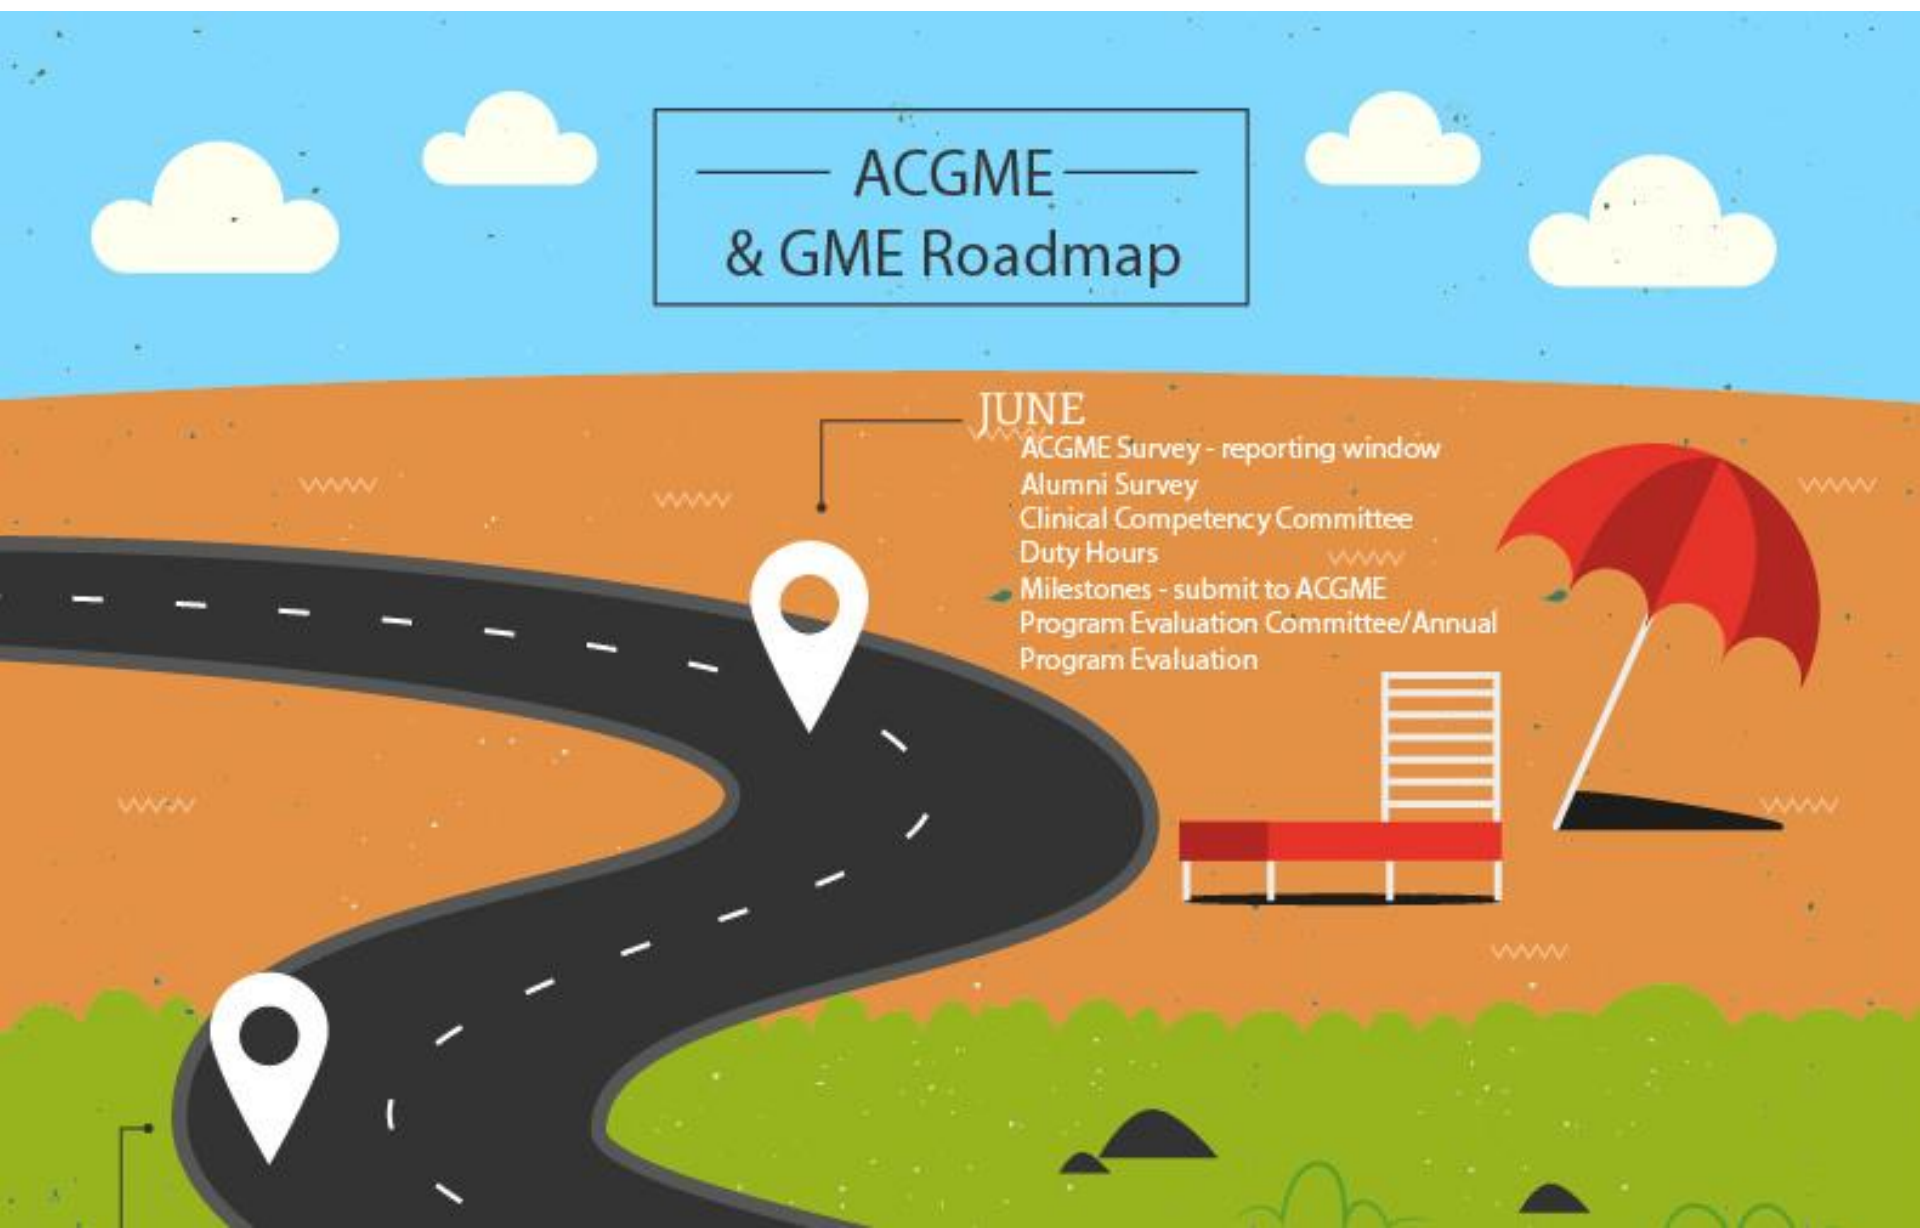 ACGME
& GME Roadmap
JUNE
ACGME Survey - reporting window
Alumni Survey
Clinical Competency Committee
Duty Hours
Milestones - submit to ACGME
Program Evaluation Committee/Annual
Program Evaluation